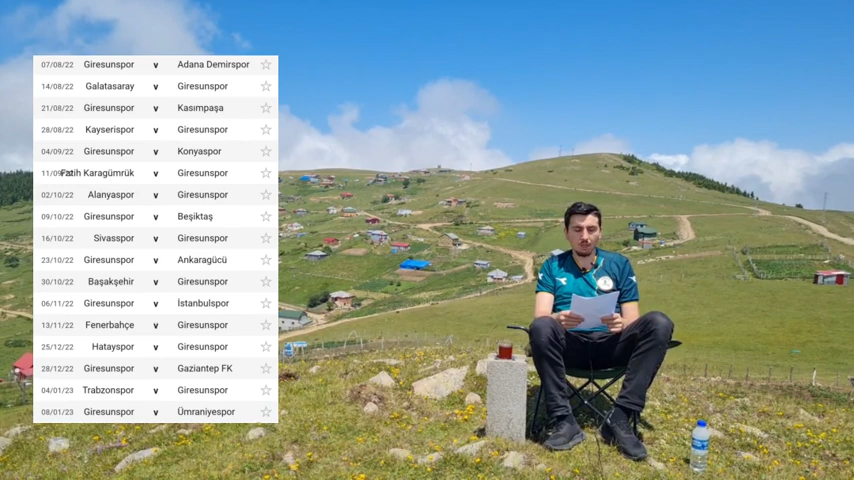 07/08/22 Giresunspor v Adana Demirspor
14/08/22 Galatasaray v Giresunspor
21/08/22 Giresunspor v Kasımpaşa
28/08/22 Kayserispor v Giresunspor
04/09/22 Giresunspor v Konyaspor
11/09/22 Fatih Karagümrük v Giresunspor
02/10/22 Alanyaspor v Giresunspor
09/10/22 Giresunspor v Beşiktaş
16/10/22 Sivasspor v Giresunspor
23/10/22 Giresunspor v Ankaragücü
30/10/22 Başakşehir v Giresunspor
06/11/22 Giresunspor v İstanbulspor
13/11/22 Fenerbahçe v Giresunspor
25/12/22 Hatayspor v Giresunspor
28/12/22 Giresunspor v Gaziantep FK
04/01/23 Trabzonspor v Giresunspor
08/01/23 Giresunspor v Ümraniyespor